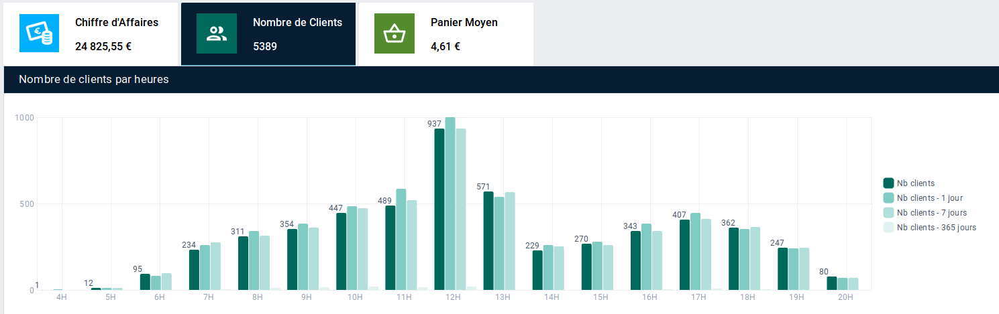 Chiffre d'Affaires
24 825,55 €
Nombre de Clients
5389
Panier Moyen
4,61 €
Nombre de clients par heures
1000
500
0
1
12
95
234
311
354
447
489
937
571
229
270
343
407
362
247
80
4H 5H 6H 7H 8H 9H 10H 11H 12H 13H 14H 15H 16H 17H 18H 19H 20H
Nb clients
Nb clients - 1 jour
Nb clients - 7 jours
Nb clients - 365 jours